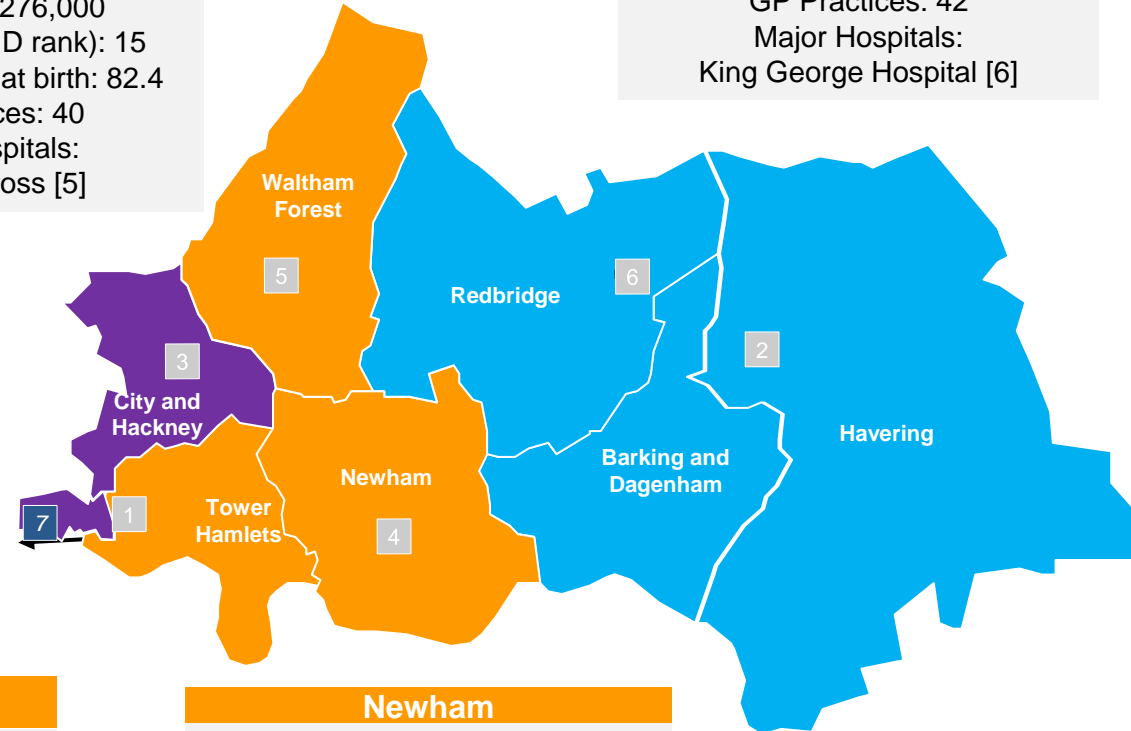 276,000
D rank): 15
at birth: 82.4
ces: 40
spitals:
oss [5]
GP Practices: 42
Major Hospitals:
King George Hospital [6]
Waltham
Forest
5
Redbridge
6
2
3
City and
Hackney
Havering
Barking and
Dagenham
Newham
Tower
Hamlets
1
7
4
Newham